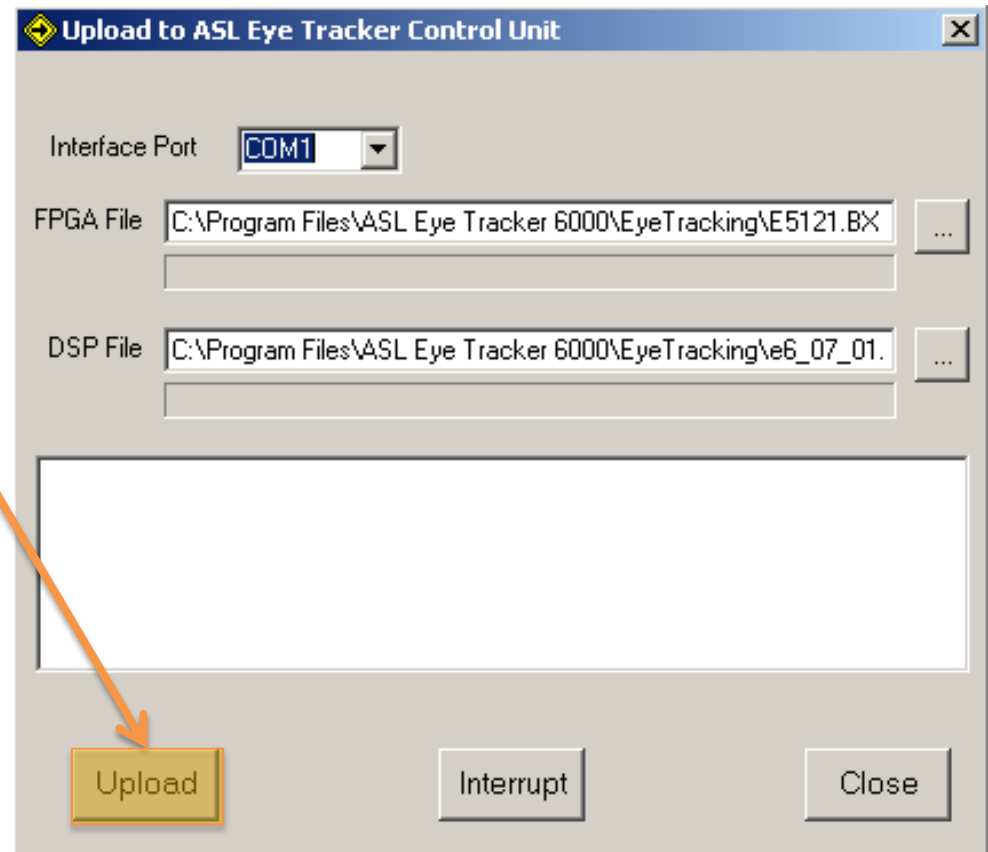 Upload to ASL Eye Tracker Control Unit
Interface Port COM1
FPGA File C:\Program Files\ASL Eye Tracker 6000\EyeTracking\E5121.BX ...
DSP File C:\Program Files\ASL Eye Tracker 6000\EyeTracking\e6_07_01. ...
Upload Interrupt Close